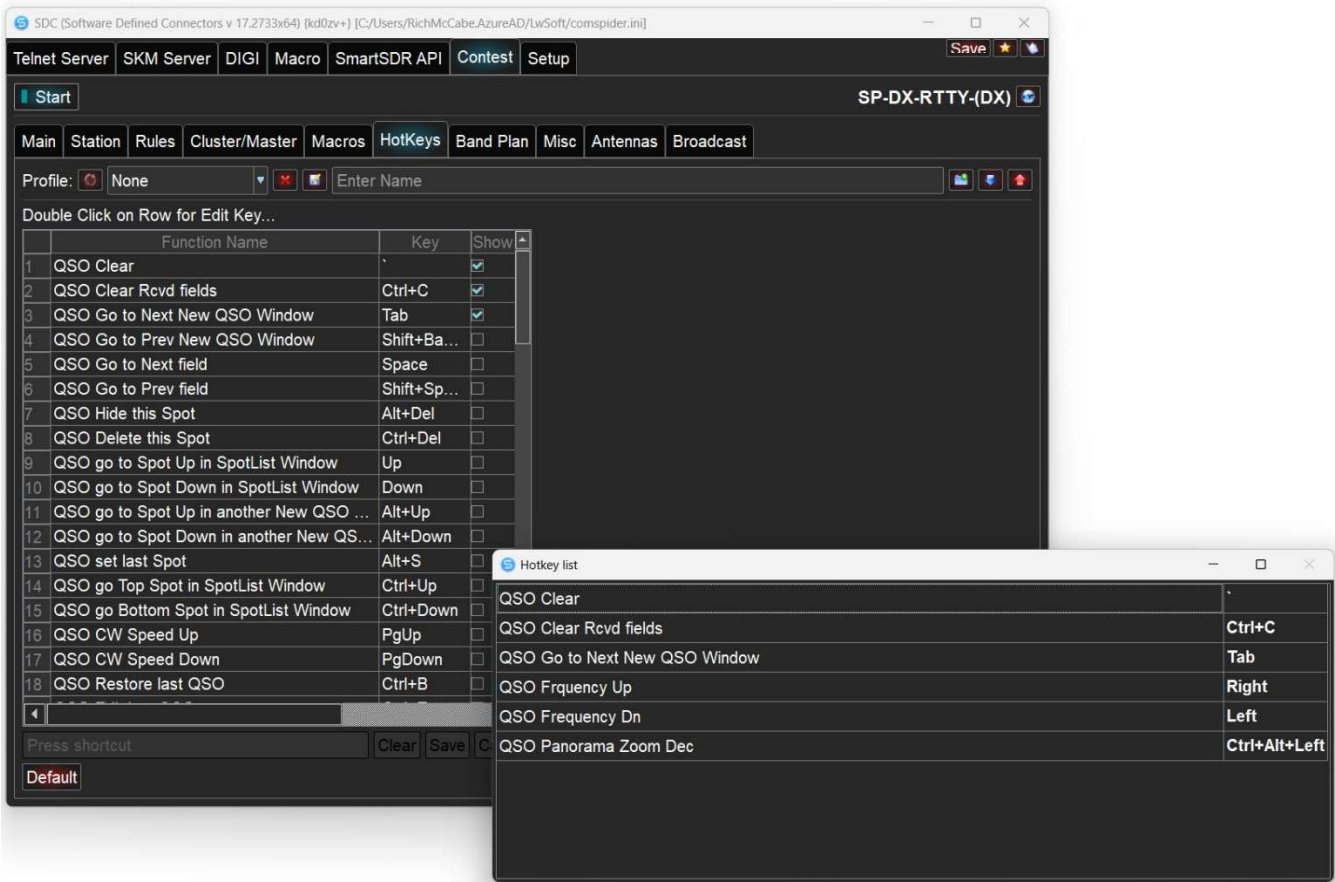 SDC (Software Defined Connectors v 17.2733x64) (kd0zv+) [C:/Users/RichMcCabe.AzureAD/LwSoft/comspider.ini]
Telnet Server SKM Server DIGI Macro SmartSDR API Contest Setup Save
Start SP-DX-RTTY-(DX)
Main Station Rules Cluster/Master Macros HotKeys Band Plan Misc Antennas Broadcast
Profile: None Enter Name
Double Click on Row for Edit Key...
Function Name Key Show
1 QSO Clear `
2 QSO Clear Rcvd fields Ctrl+C
3 QSO Go to Next New QSO Window Tab
4 QSO Go to Prev New QSO Window Shift+Ba...
5 QSO Go to Next field Space
6 QSO Go to Prev field Shift+Sp...
7 QSO Hide this Spot Alt+Del
8 QSO Delete this Spot Ctrl+Del
9 QSO go to Spot Up in SpotList Window Up
10 QSO go to Spot Down in SpotList Window Down
11 QSO go to Spot Up in another New QSO ... Alt+Up
12 QSO go to Spot Down in another New QS... Alt+Down
13 QSO set last Spot Alt+S
14 QSO go Top Spot in SpotList Window Ctrl+Up
15 QSO go Bottom Spot in SpotList Window Ctrl+Down
16 QSO CW Speed Up PgUp
17 QSO CW Speed Down PgDown
18 QSO Restore last QSO Ctrl+B
Press shortcut Clear Save
Default
Hotkey list
QSO Clear `
QSO Clear Rcvd fields Ctrl+C
QSO Go to Next New QSO Window Tab
QSO Frquency Up Right
QSO Frequency Dn Left
QSO Panorama Zoom Dec Ctrl+Alt+Left